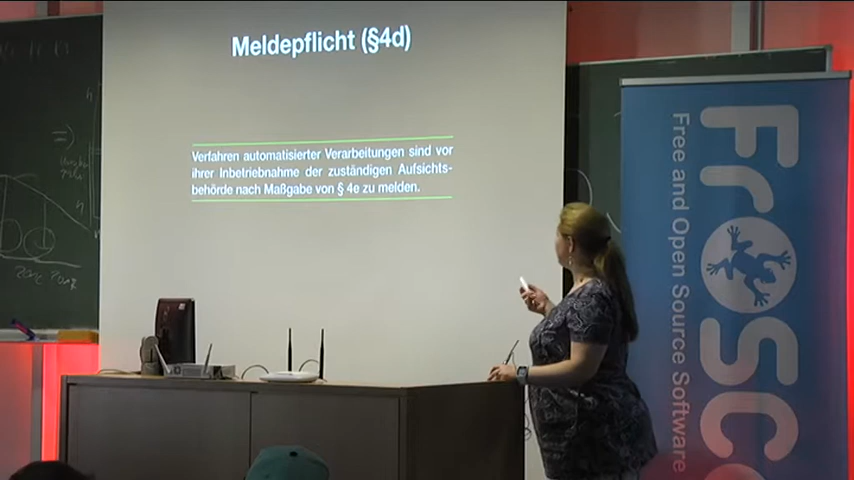 Meldepflicht (§4d)
Verfahren automatisierter Verarbeitungen sind vor
ihrer Inbetriebnahme der zuständigen Aufsichts-
behörde nach Maßgabe von § 4e zu melden.
Free and Open Source Software
FrOSC